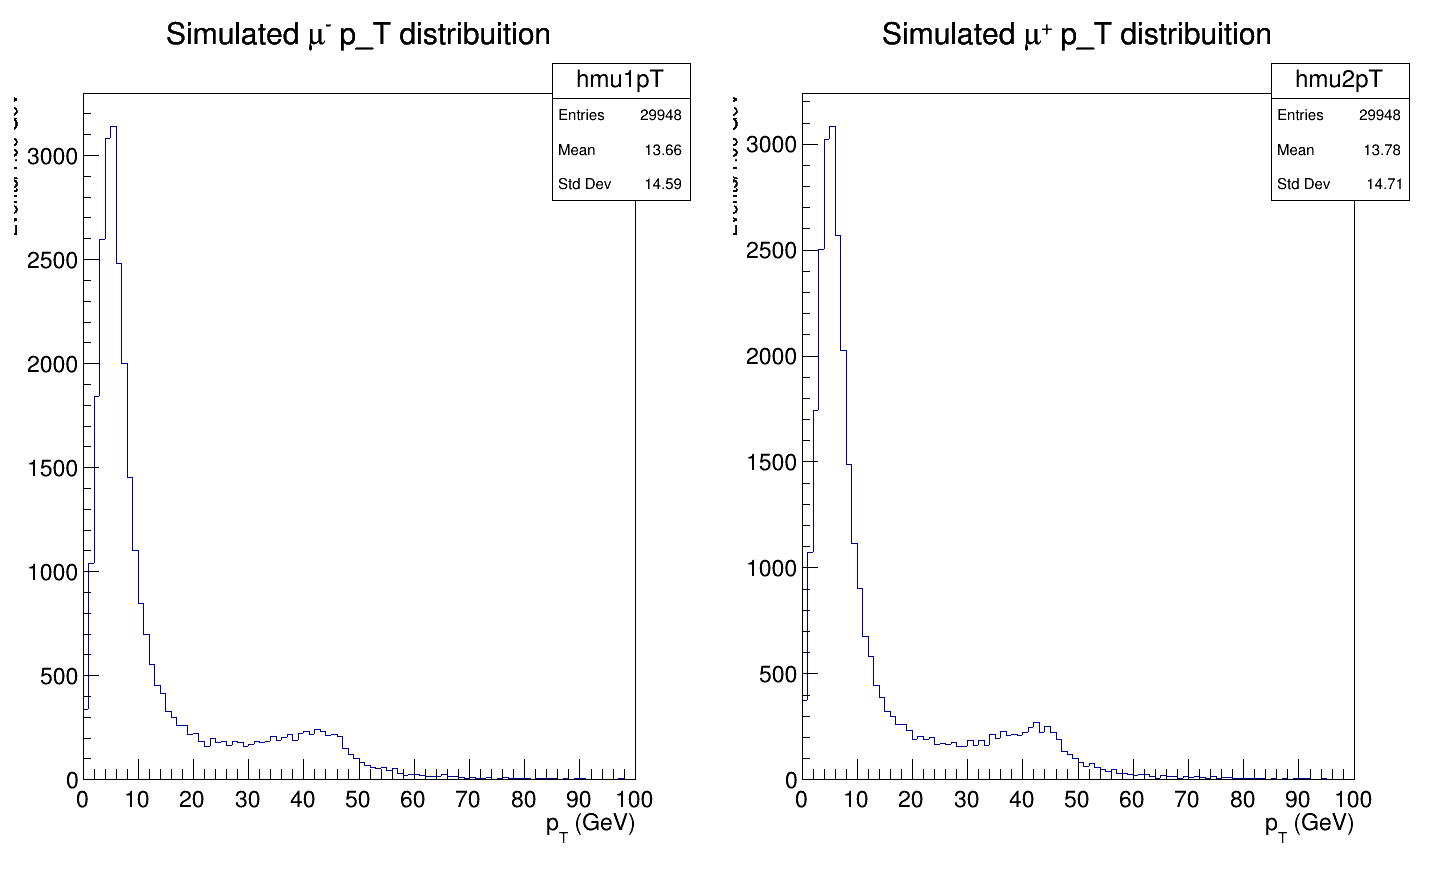 Simulated μ- p_T distribuition
hmu1pT
Entries 29948
Mean 13.66
Std Dev 14.59
3000
2500
2000
1500
1000
500
0
0 10 20 30 40 50 60 70 80 90 100
p_T (GeV)
Simulated μ+ p_T distribuition
hmu2pT
Entries 29948
Mean 13.78
Std Dev 14.71
3000
2500
2000
1500
1000
500
0
0 10 20 30 40 50 60 70 80 90 100
p_T (GeV)